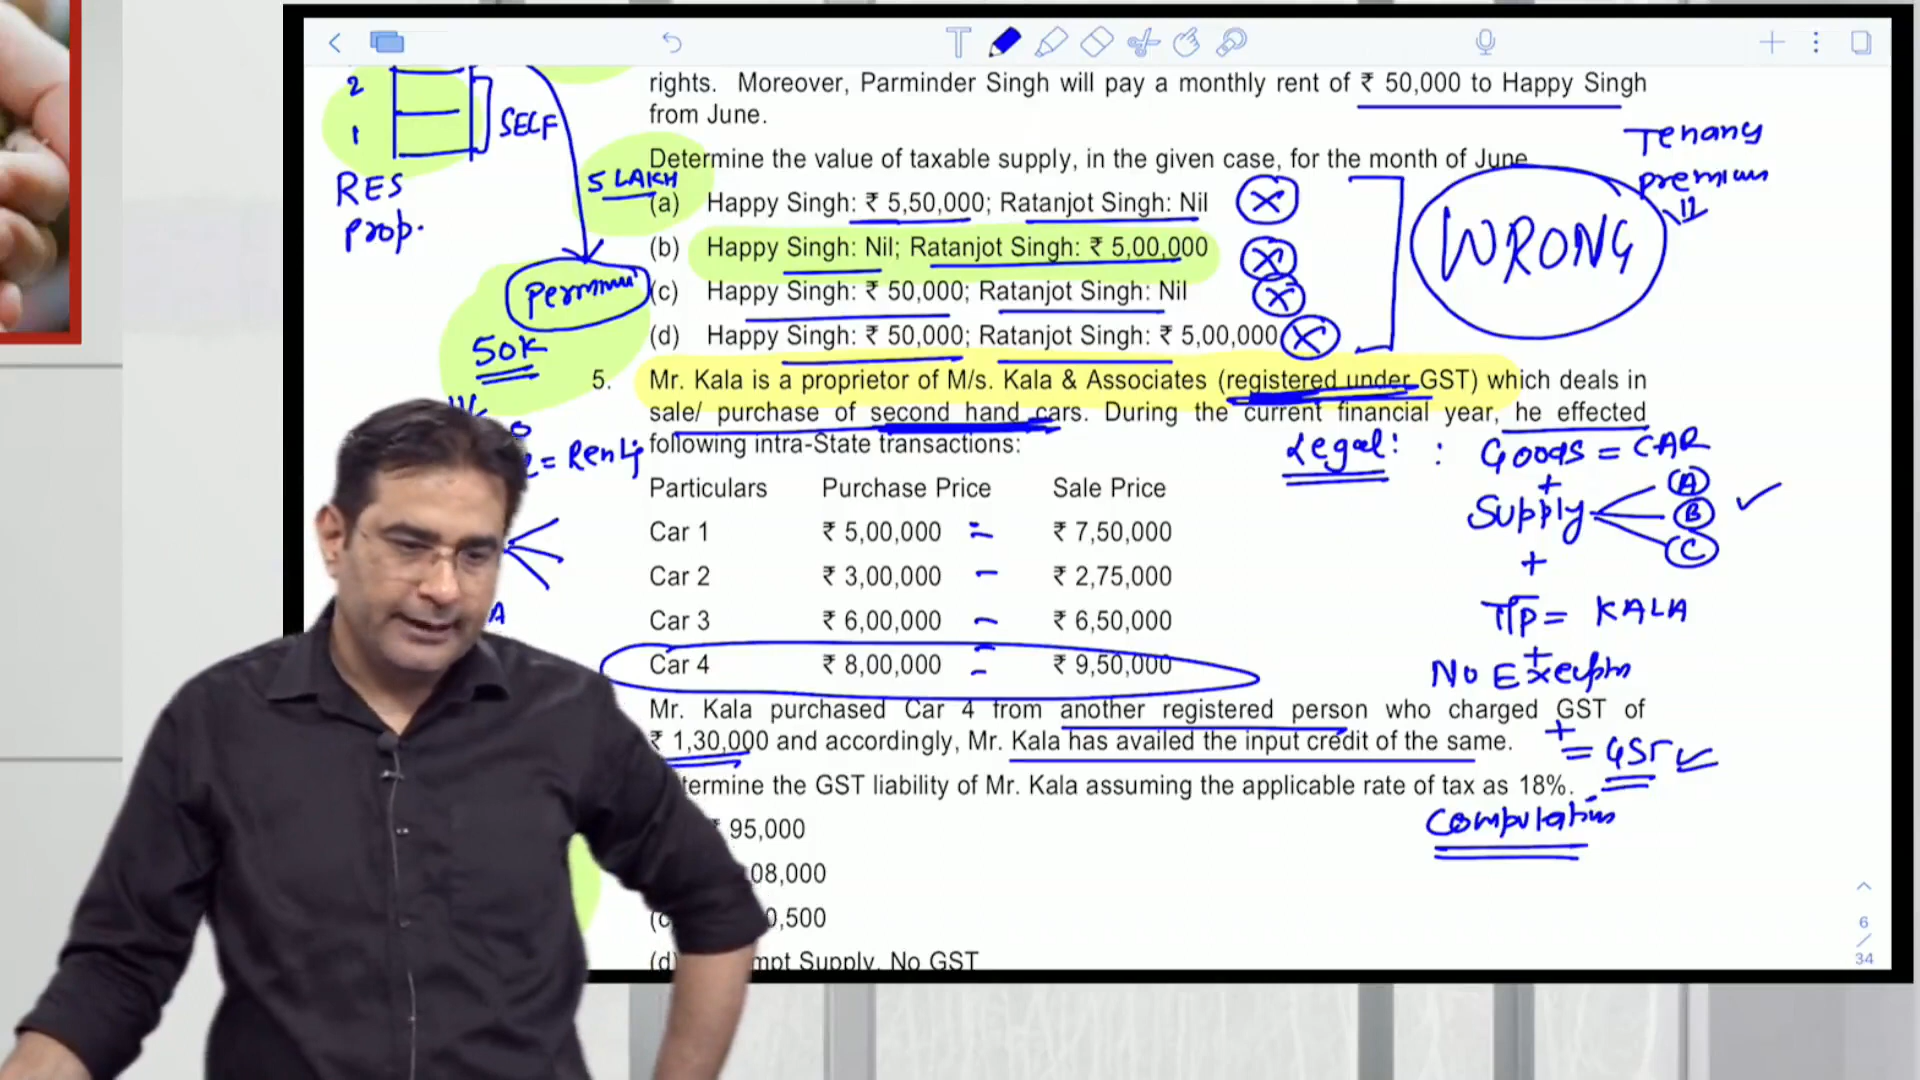 rights. Moreover, Parminder Singh will pay a monthly rent of ₹ 50,000 to Happy Singh
from June.
Determine the value of taxable supply, in the given case, for the month of June
(a) Happy Singh: ₹ 5,50,000; Ratanjot Singh: Nil
(b) Happy Singh: Nil; Ratanjot Singh: ₹ 5,00,000
(c) Happy Singh: ₹ 50,000; Ratanjot Singh: Nil
(d) Happy Singh: ₹ 50,000; Ratanjot Singh: ₹ 5,00,000
5. Mr. Kala is a proprietor of M/s. Kala & Associates (registered under GST) which deals in
sale/ purchase of second hand cars. During the current financial year, he effected
following intra-State transactions:
Particulars Purchase Price Sale Price
Car 1 ₹ 5,00,000 = ₹ 7,50,000
Car 2 ₹ 3,00,000 - ₹ 2,75,000
Car 3 ₹ 6,00,000 - ₹ 6,50,000
Car 4 ₹ 8,00,000 = ₹ 9,50,000
Mr. Kala purchased Car 4 from another registered person who charged GST of
₹ 1,30,000 and accordingly, Mr. Kala has availed the input credit of the same.
termine the GST liability of Mr. Kala assuming the applicable rate of tax as 18%.
95,000
08,000
0,500
(d) mpt Supply, No GST
2
1
SELF
RES
Prop.
5 LAKH
50K
Tenancy
premium
WRONG
Legal: : Goods = CAR
+
Supply A B C
+
TP = KALA
+
No Exemptn
+
= GST
Computation
6
/
34